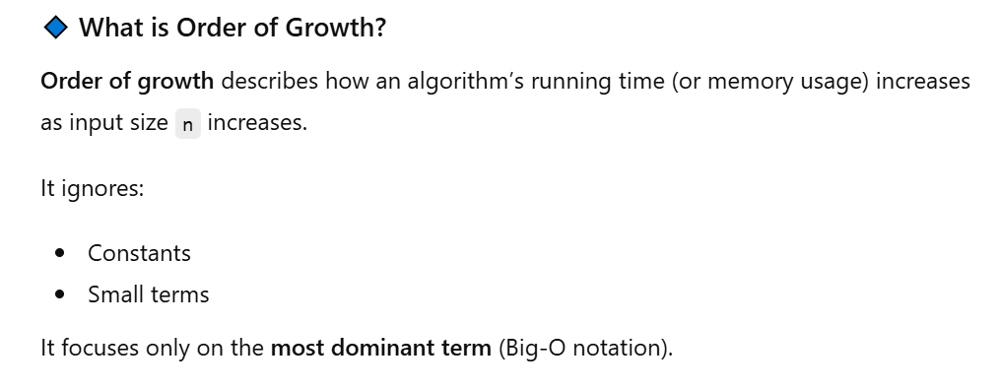 What is Order of Growth?
Order of growth describes how an algorithm’s running time (or memory usage) increases
as input size n increases.
It ignores:
• Constants
• Small terms
It focuses only on the most dominant term (Big-O notation).